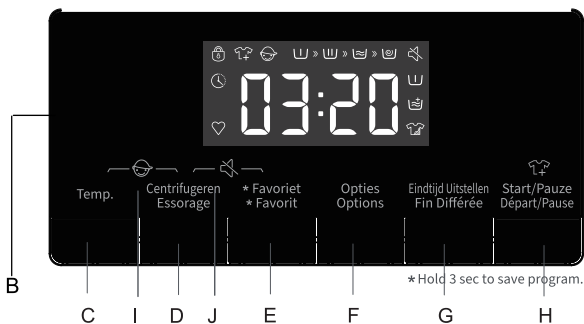 03:20
Temp.
Centrifugeren
Essorage
* Favoriet
* Favorit
Opties
Options
Eindtijd Uitstellen
Fin Différée
Start/Pauze
Départ/Pause
* Hold 3 sec to save program.
B
C I D J E F G H